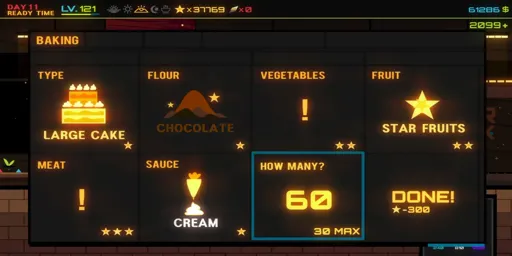 DAY 11
READY TIME
LV. 121
×37769
×0
61286 $
2099+
BAKING
TYPE
LARGE CAKE
FLOUR
CHOCOLATE
VEGETABLES
!
FRUIT
STAR FRUITS
MEAT
!
SAUCE
CREAM
HOW MANY?
60
30 MAX
DONE!
-300